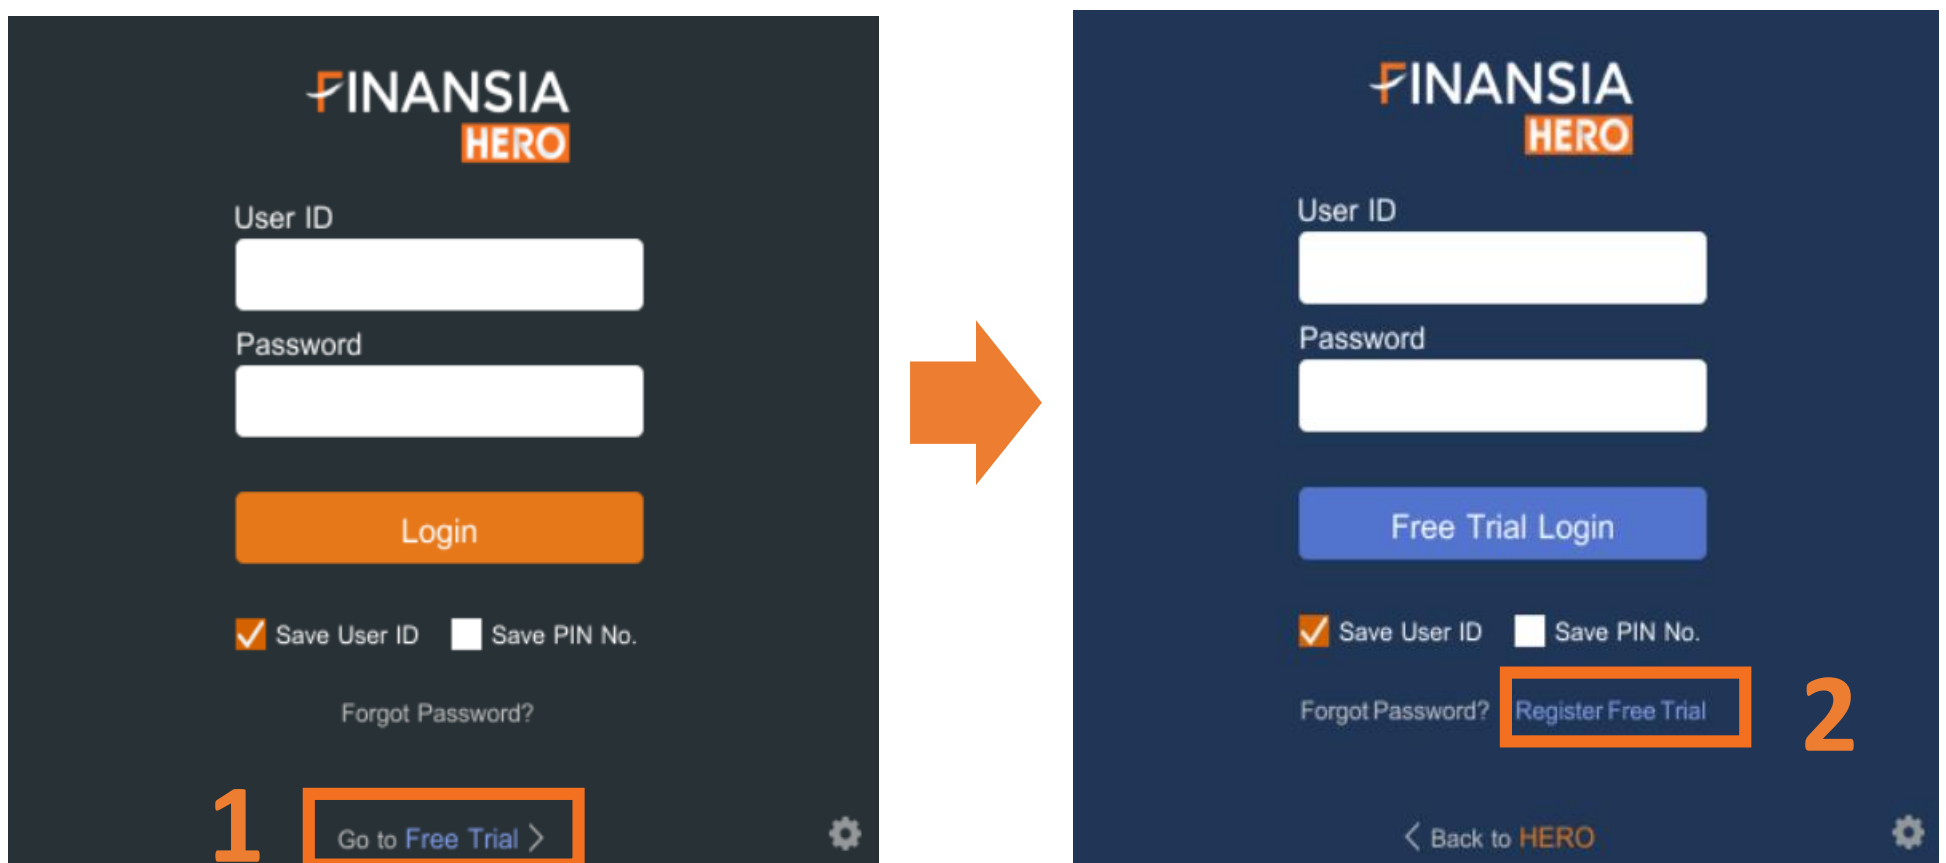 FINANSIA
HERO
User ID
Password
Login
Save User ID
Save PIN No.
Forgot Password?
1
Go to Free Trial >
FINANSIA
HERO
User ID
Password
Free Trial Login
Save User ID
Save PIN No.
Forgot Password?
Register Free Trial
2
< Back to HERO